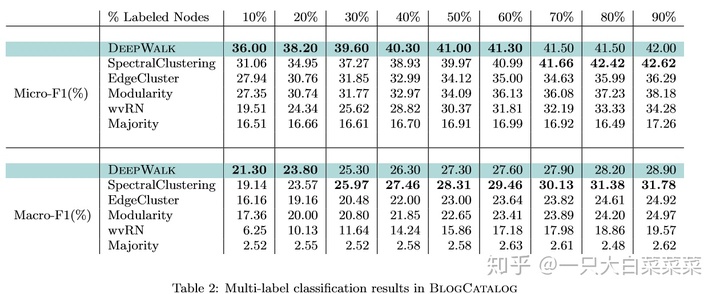 % Labeled Nodes 10% 20% 30% 40% 50% 60% 70% 80% 90%
DEEPWALK 36.00 38.20 39.60 40.30 41.00 41.30 41.50 41.50 42.00
SpectralClustering 31.06 34.95 37.27 38.93 39.97 40.99 41.66 42.42 42.62
EdgeCluster 27.94 30.76 31.85 32.99 34.12 35.00 34.63 35.99 36.29
Micro-F1(%) Modularity 27.35 30.74 31.77 32.97 34.09 36.13 36.08 37.23 38.18
wvRN 19.51 24.34 25.62 28.82 30.37 31.81 32.19 33.33 34.28
Majority 16.51 16.66 16.61 16.70 16.91 16.99 16.92 16.49 17.26
DEEPWALK 21.30 23.80 25.30 26.30 27.30 27.60 27.90 28.20 28.90
SpectralClustering 19.14 23.57 25.97 27.46 28.31 29.46 30.13 31.38 31.78
EdgeCluster 16.16 19.16 20.48 22.00 23.00 23.64 23.82 24.61 24.92
Macro-F1(%) Modularity 17.36 20.00 20.80 21.85 22.65 23.41 23.89 24.20 24.97
wvRN 6.25 10.13 11.64 14.24 15.86 17.18 17.98 18.86 19.57
Majority 2.52 2.55 2.52 2.58 2.58 2.63 2.61 2.48 2.62
知乎 @一只大白菜菜菜
Table 2: Multi-label classification results in BLOGCATALOG